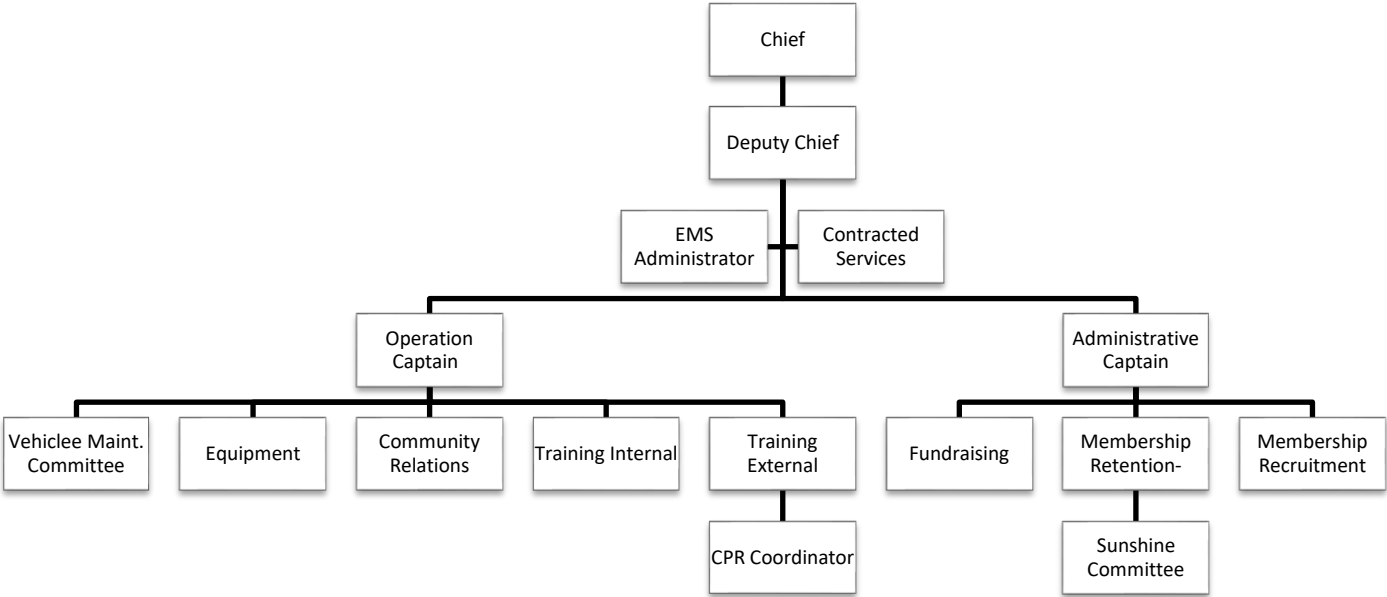 Chief
Deputy Chief
EMS
Administrator
Contracted
Services
Operation
Captain
Administrative
Captain
Vehiclee Maint.
Committee
Equipment
Community
Relations
Training Internal
Training
External
Fundraising
Membership
Retention-
Membership
Recruitment
CPR Coordinator
Sunshine
Committee